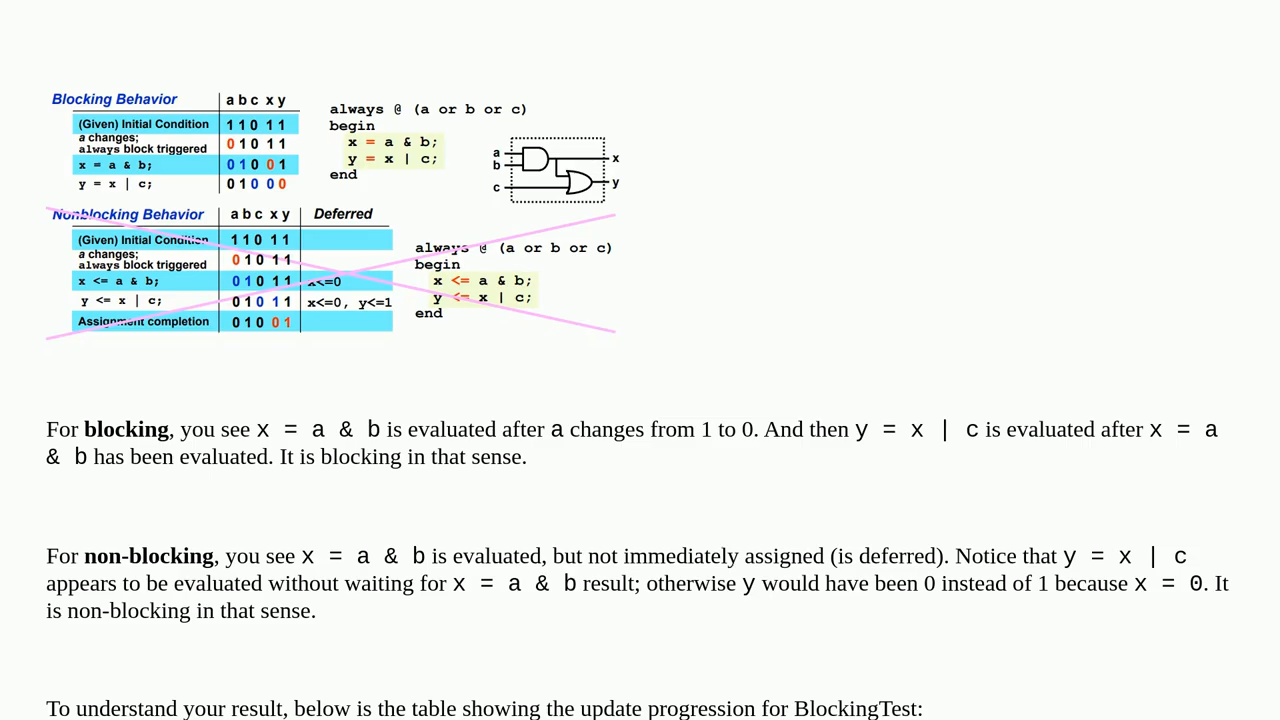 Blocking Behavior a b c x y
(Given) Initial Condition 1 1 0 1 1
a changes;
always block triggered 0 1 0 1 1
x = a & b; 0 1 0 0 1
y = x | c; 0 1 0 0 0
always @ (a or b or c)
begin
x = a & b;
y = x | c;
end
a
b
c
x
y
Nonblocking Behavior a b c x y Deferred
(Given) Initial Condition 1 1 0 1 1
a changes;
always block triggered 0 1 0 1 1
x <= a & b; 0 1 0 1 1 x<=0
y <= x | c; 0 1 0 1 1 x<=0, y<=1
Assignment completion 0 1 0 0 1
always @ (a or b or c)
begin
x <= a & b;
y <= x | c;
end
For blocking, you see x = a & b is evaluated after a changes from 1 to 0. And then y = x | c is evaluated after x = a
& b has been evaluated. It is blocking in that sense.
For non-blocking, you see x = a & b is evaluated, but not immediately assigned (is deferred). Notice that y = x | c
appears to be evaluated without waiting for x = a & b result; otherwise y would have been 0 instead of 1 because x = 0. It
is non-blocking in that sense.
To understand your result, below is the table showing the update progression for BlockingTest: